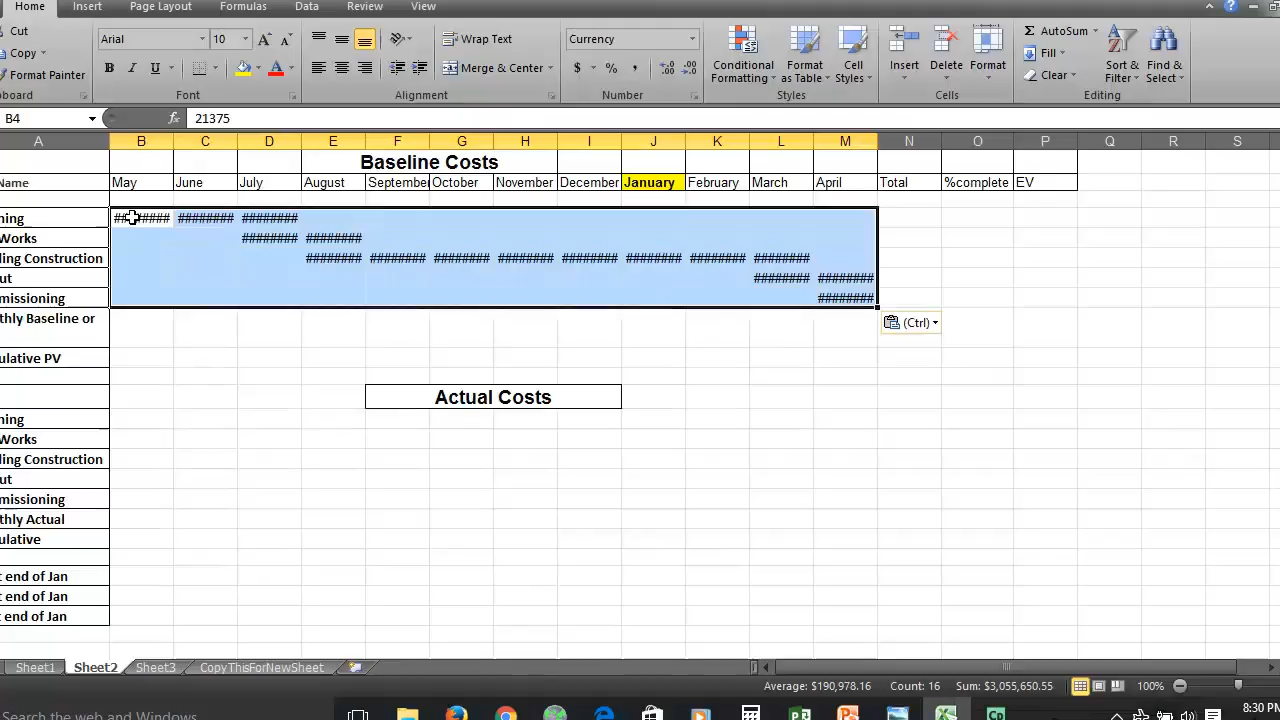 Home Insert Page Layout Formulas Data Review View
Cut
Copy
Format Painter
Arial 10
B I U
Wrap Text
Merge & Center
Currency
$ % ,
Conditional Formatting
Format as Table
Cell Styles
Insert
Delete
Format
AutoSum
Fill
Clear
Sort & Filter
Find & Select
board Font Alignment Number Styles Cells Editing
B4 fx 21375
A B C D E F G H I J K L M N O P Q R S
Baseline Costs
Name May June July August September October November December January February March April Total %complete EV
ning ######## ######## ########
Works ######## ########
ding Construction ######## ######## ######## ######## ######## ######## ######## ########
ut ######## ########
missioning ########
thly Baseline or
(Ctrl)
ulative PV
Actual Costs
ning
Works
ding Construction
ut
missioning
thly Actual
ulative
t end of Jan
t end of Jan
t end of Jan
Sheet1 Sheet2 Sheet3 CopyThisForNewSheet
Average: $190,978.16 Count: 16 Sum: $3,055,650.55 100%
Search the web and Windows
8:30 PM